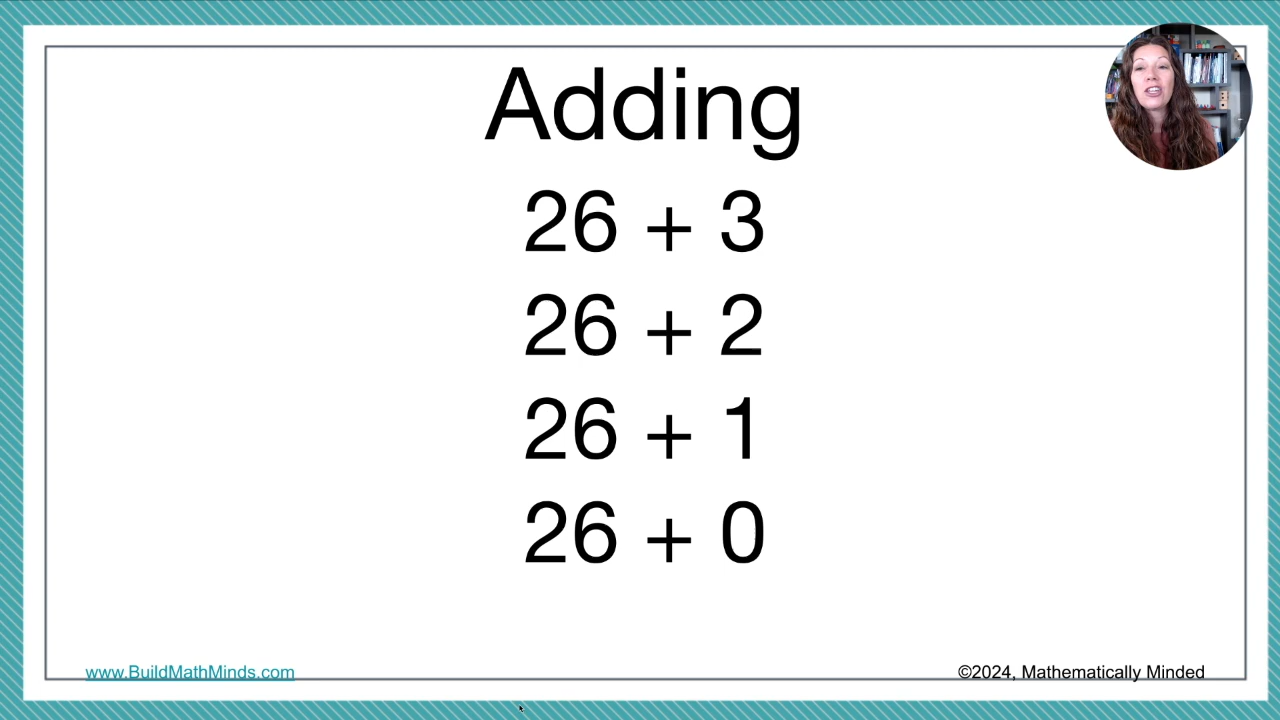 Adding
26 + 3
26 + 2
26 + 1
26 + 0
www.BuildMathMinds.com
©2024, Mathematically Minded